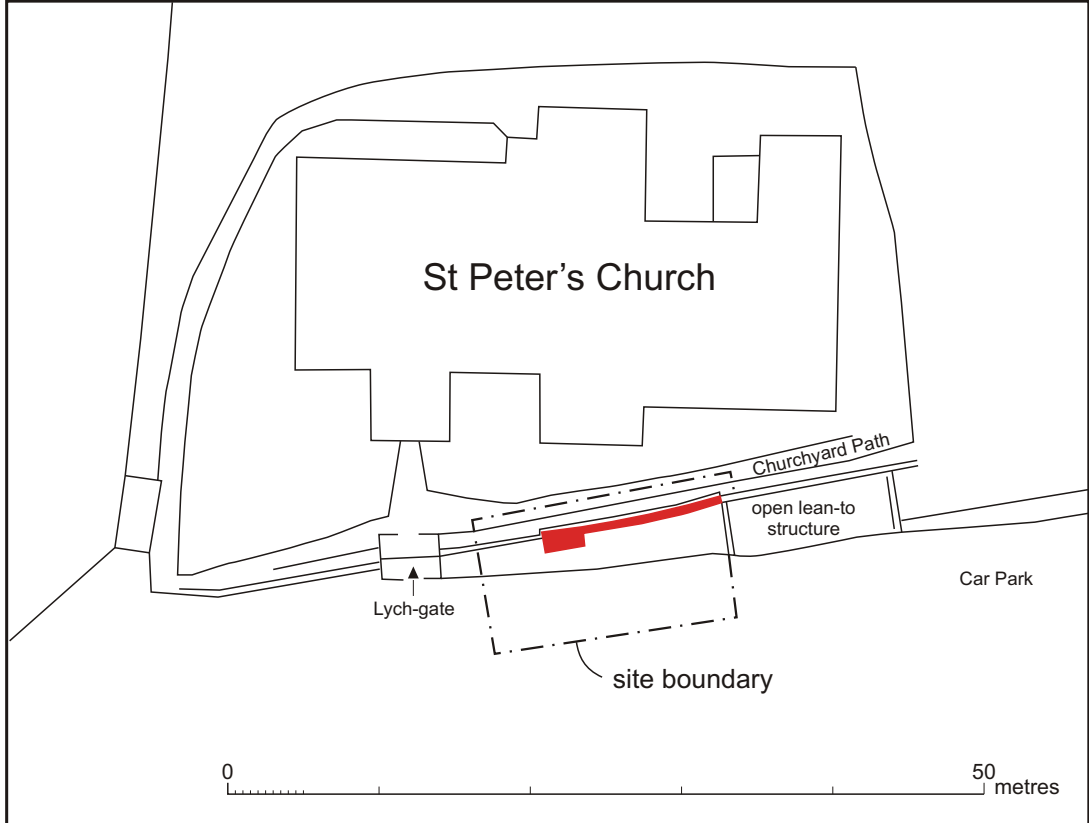 St Peter's Church
Churchyard Path
open lean-to
structure
Car Park
Lych-gate
site boundary
0
50
metres